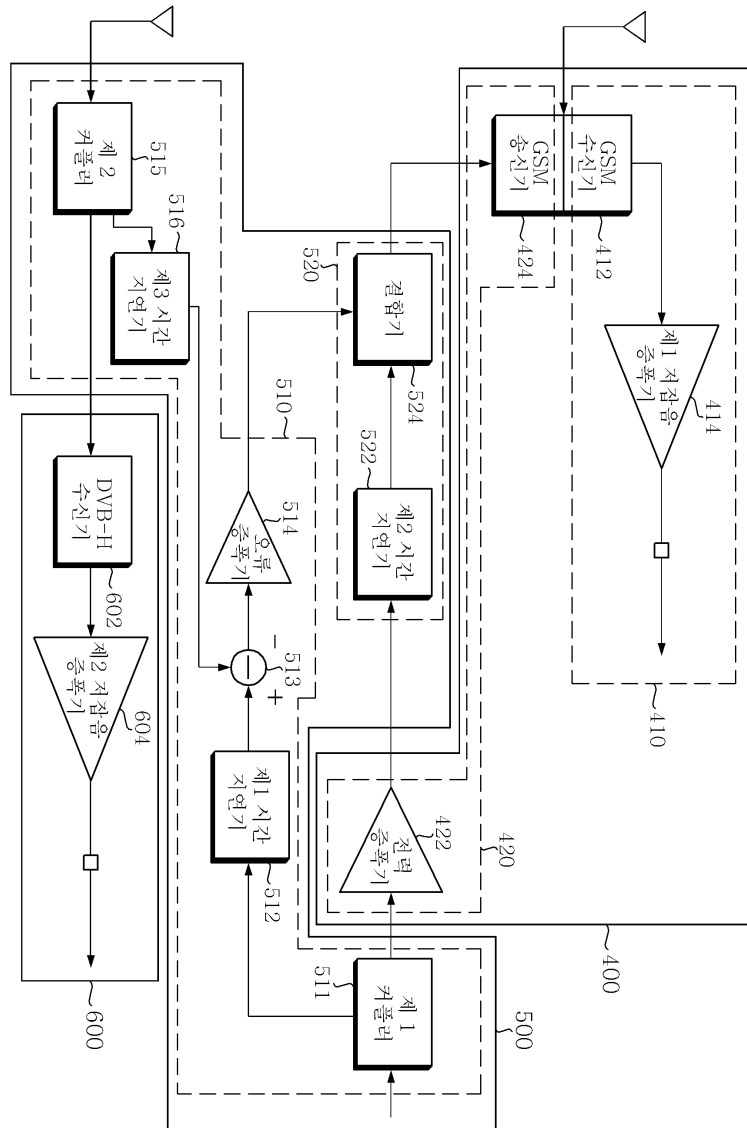 GSM
수신기
412
GSM
송신기
424
제1 저잡음
증폭기
414
410
420
400
결합기
524
520
제2 시간
지연기
522
전력
증폭기
422
제 1
커플러
511
500
510
오류
증폭기
514
−
+
513
제1 시간
지연기
512
제 2
커플러
515
제3 시간
지연기
516
DVB-H
수신기
602
제2 저잡음
증폭기
604
600